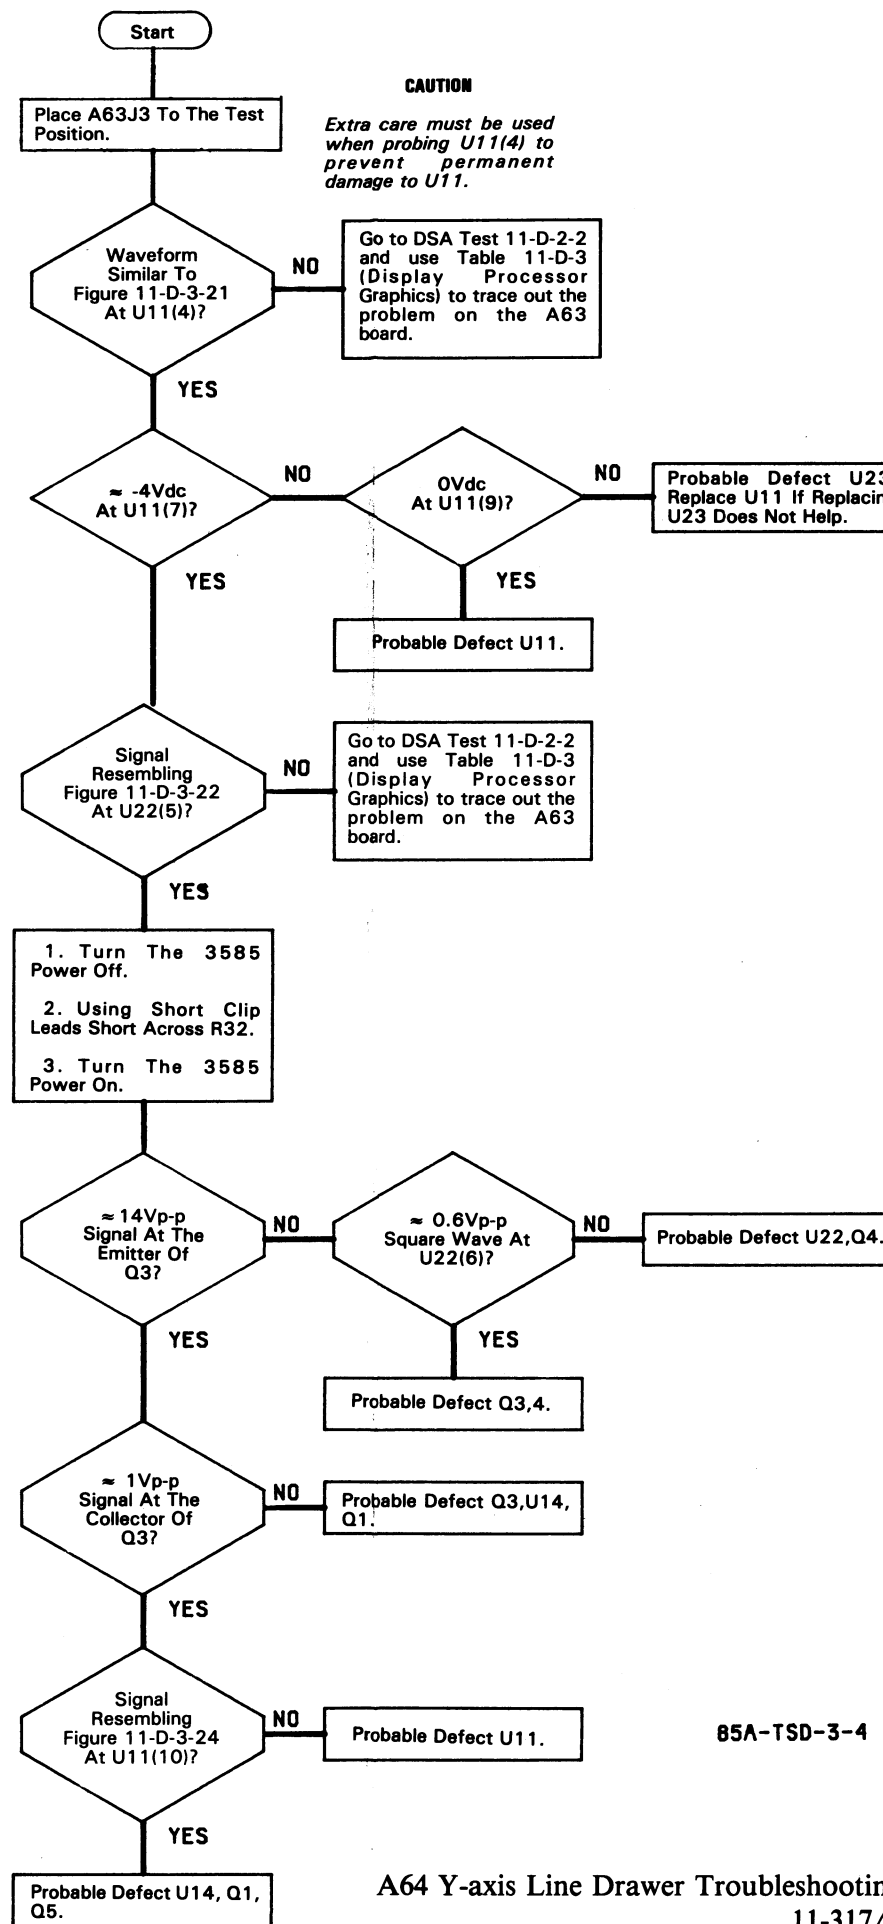 Start
Place A63J3 To The Test
Position.
CAUTION
Extra care must be used
when probing U11(4) to
prevent permanent
damage to U11.
Waveform
Similar To
Figure 11-D-3-21
At U11(4)?
NO
Go to DSA Test 11-D-2-2
and use Table 11-D-3
(Display Processor
Graphics) to trace out the
problem on the A63
board.
YES
≈ -4Vdc
At U11(7)?
NO
0Vdc
At U11(9)?
NO
Probable Defect U23
Replace U11 If Replacin
U23 Does Not Help.
YES
YES
Probable Defect U11.
Signal
Resembling
Figure 11-D-3-22
At U22(5)?
NO
Go to DSA Test 11-D-2-2
and use Table 11-D-3
(Display Processor
Graphics) to trace out the
problem on the A63
board.
YES
1. Turn The 3585
Power Off.
2. Using Short Clip
Leads Short Across R32.
3. Turn The 3585
Power On.
≈ 14Vp-p
Signal At The
Emitter Of
Q3?
NO
≈ 0.6Vp-p
Square Wave At
U22(6)?
NO
Probable Defect U22,Q4.
YES
YES
Probable Defect Q3,4.
≈ 1Vp-p
Signal At The
Collector Of
Q3?
NO
Probable Defect Q3,U14,
Q1.
YES
Signal
Resembling
Figure 11-D-3-24
At U11(10)?
NO
Probable Defect U11.
85A-TSD-3-4
YES
Probable Defect U14, Q1,
Q5.
A64 Y-axis Line Drawer Troubleshootin
11-317/